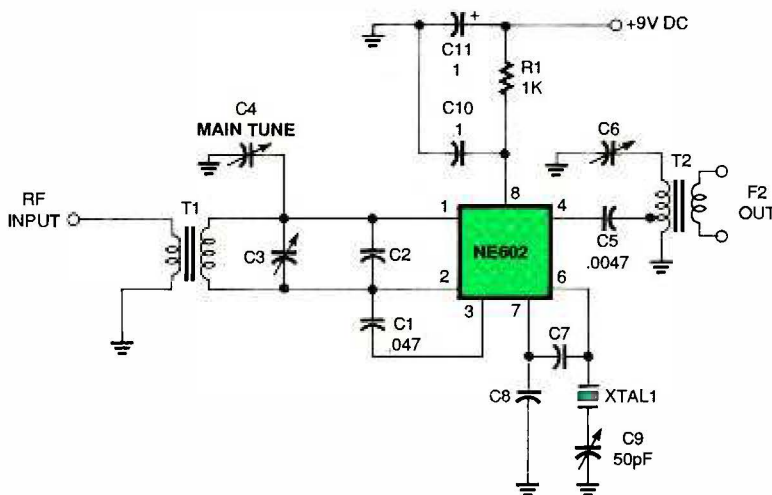 +9V DC
C11
1
R1
1K
C10
1
C4
MAIN TUNE
C6
T2
RF
INPUT
T1
1
8
4
F2
OUT
C3
C2
NE602
C5
.0047
2
6
3
7
C1
.047
C7
C8
XTAL1
C9
50pF
+